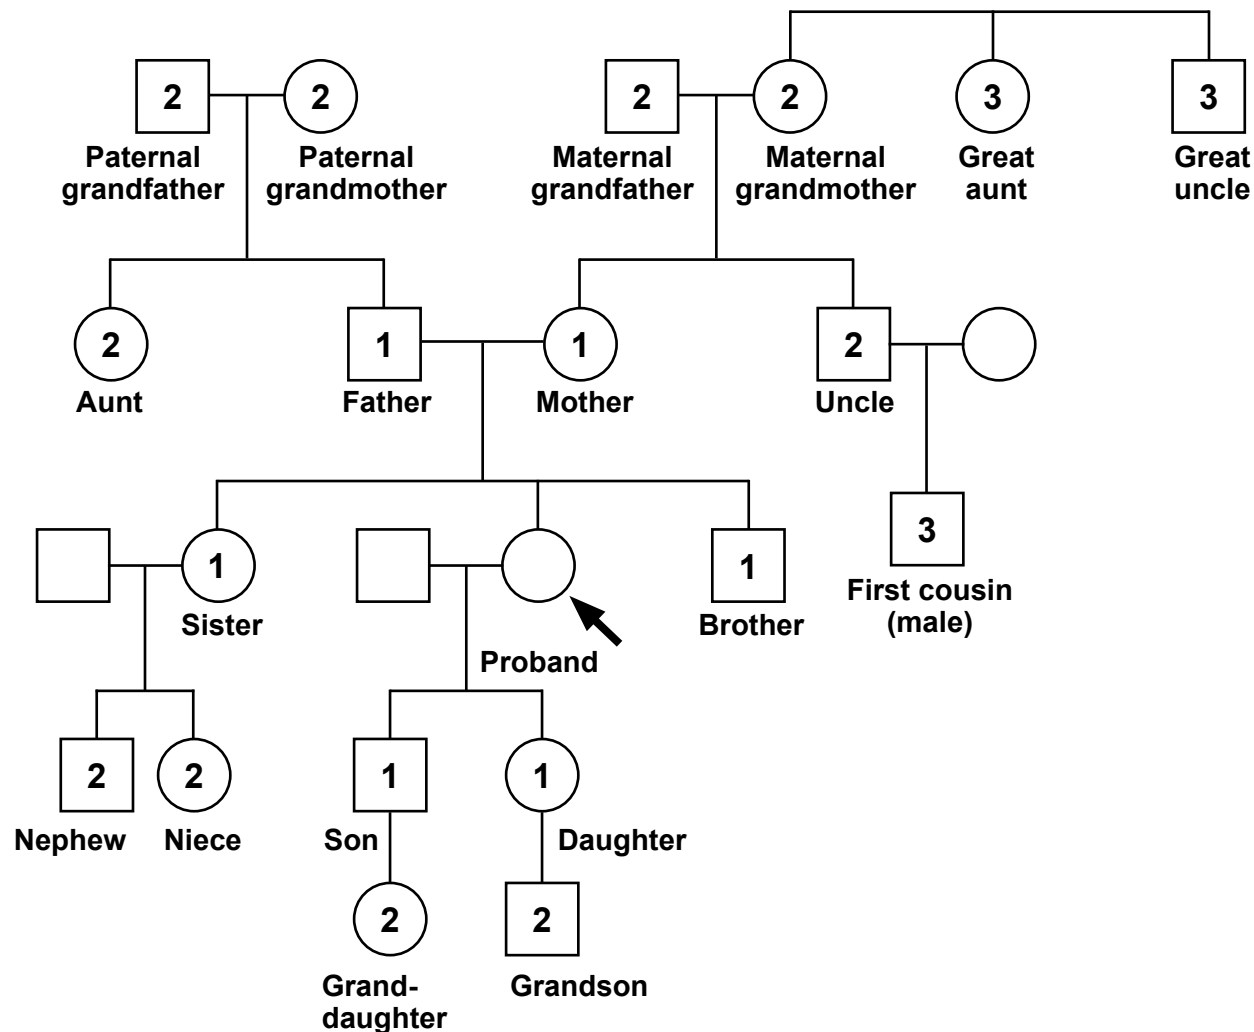 2 2 2 2 3 3
Paternal grandfather
Paternal grandmother
Maternal grandfather
Maternal grandmother
Great aunt
Great uncle
2 1 1 2
Aunt Father Mother Uncle
1 1 3
Sister
Proband
Brother
First cousin
(male)
2 2 1 1
Nephew Niece Son Daughter
2 2
Grand-
daughter
Grandson